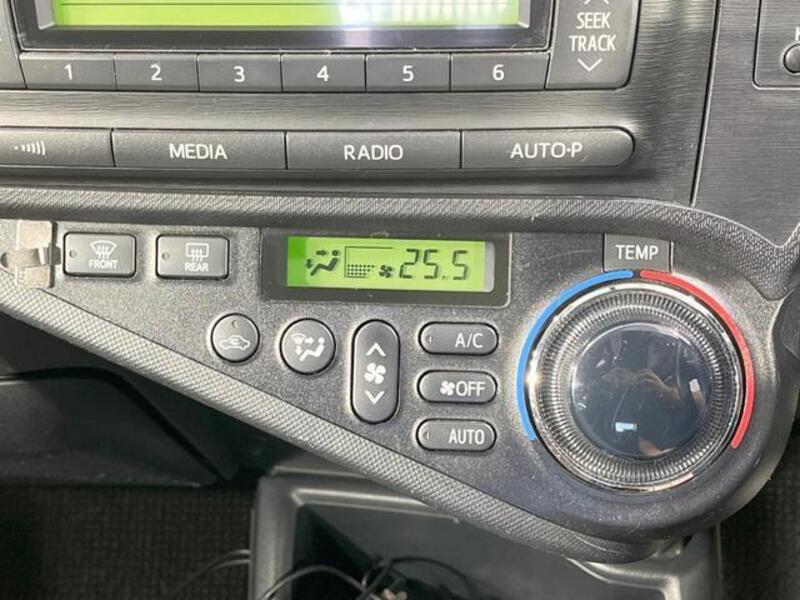 SEEK
TRACK
1 2 3 4 5 6
MEDIA RADIO AUTO·P
FRONT REAR 25.5 TEMP
A/C
OFF
AUTO